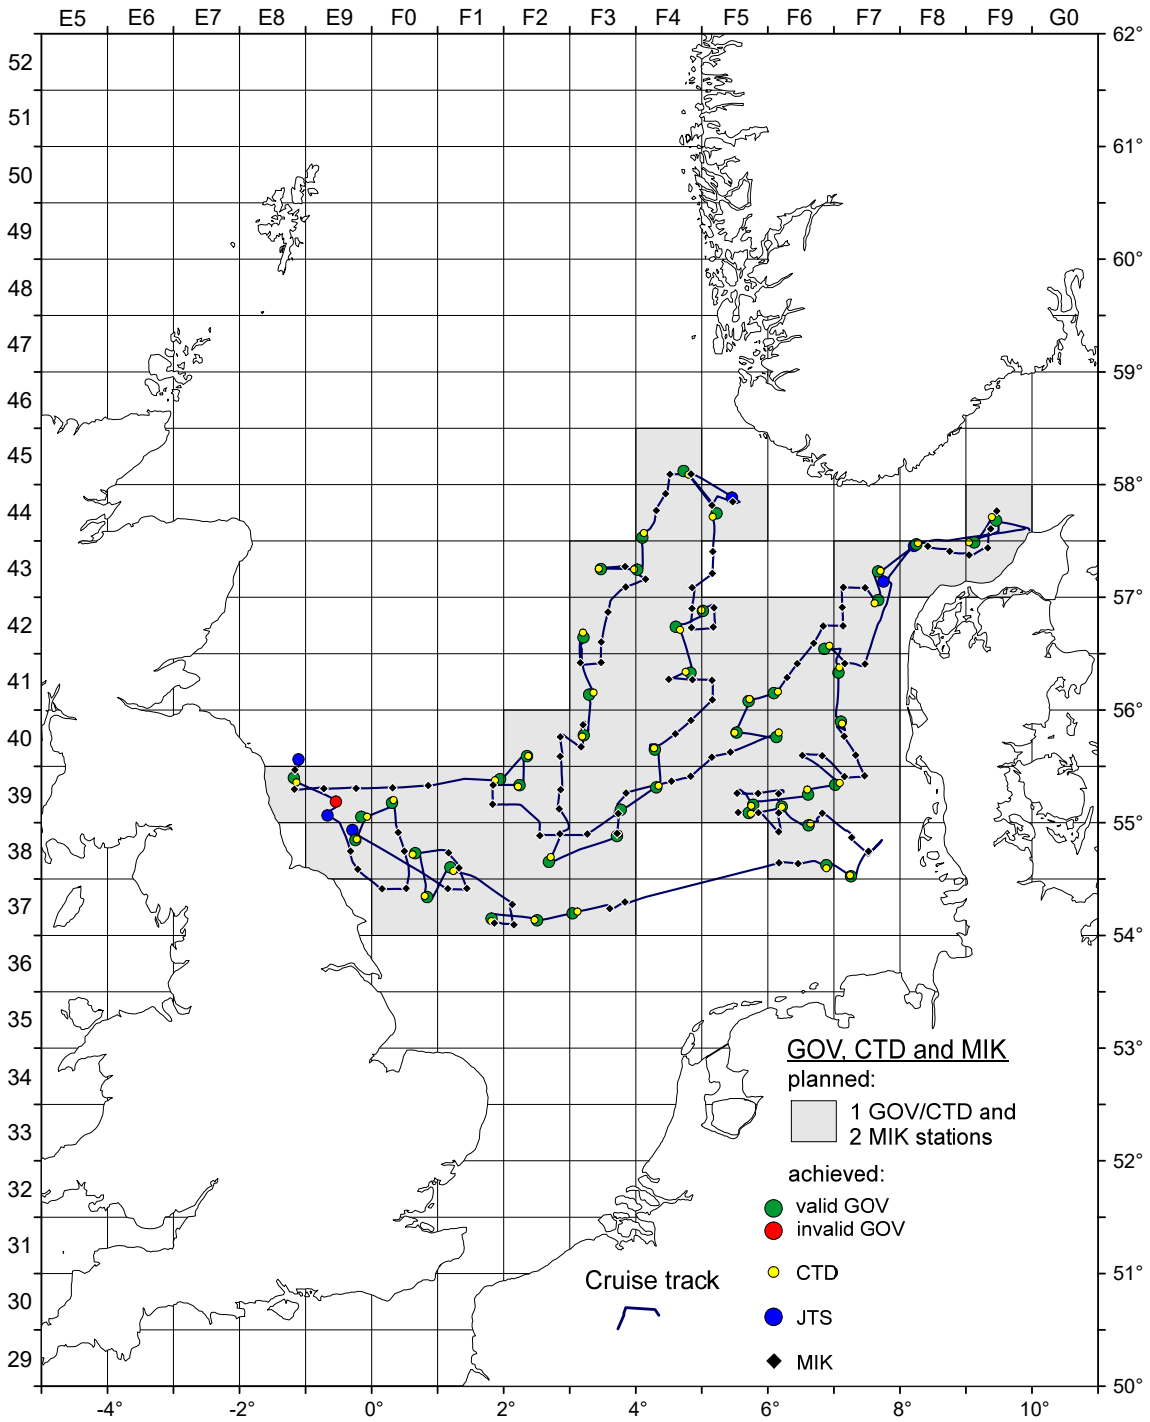 E5 E6 E7 E8 E9 F0 F1 F2 F3 F4 F5 F6 F7 F8 F9 G0
62°
52
51
61°
50
49
60°
48
47
59°
46
45
58°
44
43
57°
42
41
56°
40
39
55°
38
37
54°
36
35
53°
34
33
52°
32
31
51°
30
29
50°
-4° -2° 0° 2° 4° 6° 8° 10°
GOV, CTD and MIK
planned:
1 GOV/CTD and
2 MIK stations
achieved:
valid GOV
invalid GOV
CTD
JTS
MIK
Cruise track